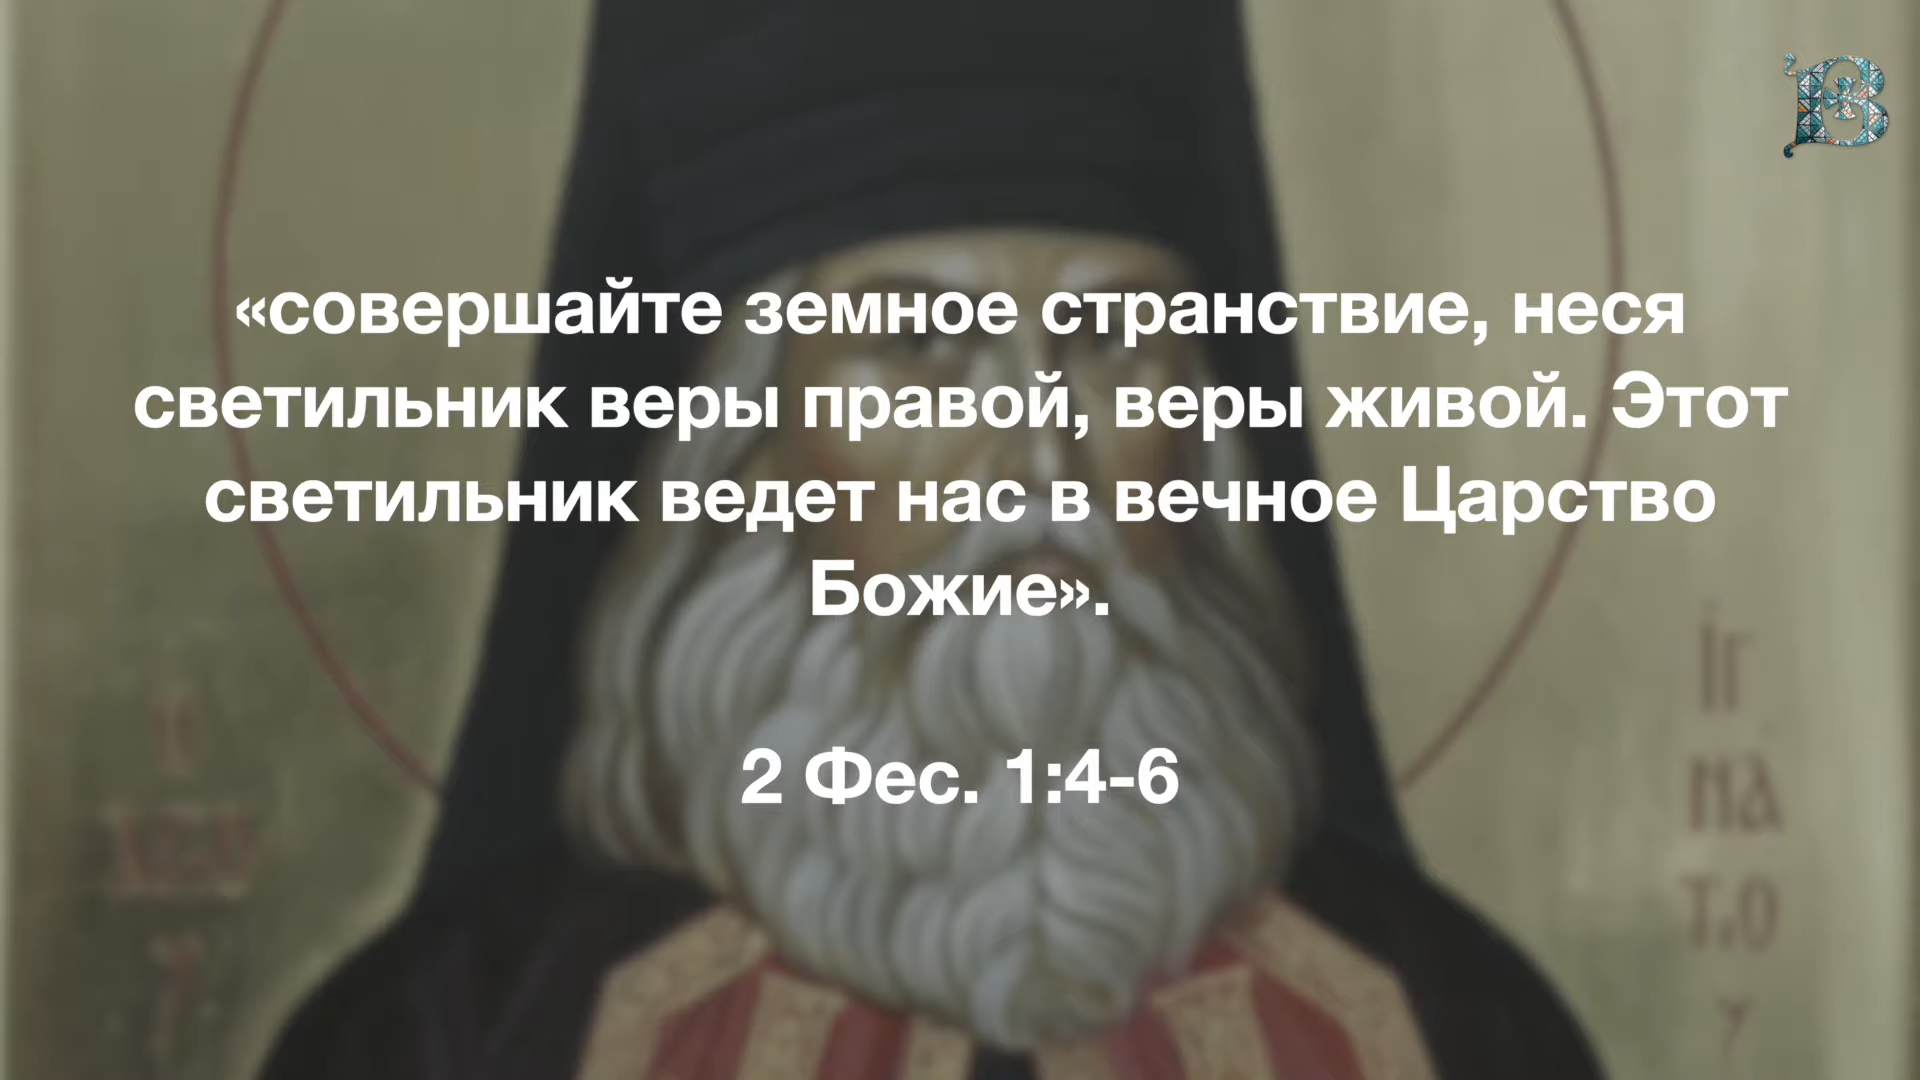 «совершайте земное странствие, неся
светильник веры правой, веры живой. Этот
светильник ведет нас в вечное Царство
Божие».
2 Фес. 1:4-6